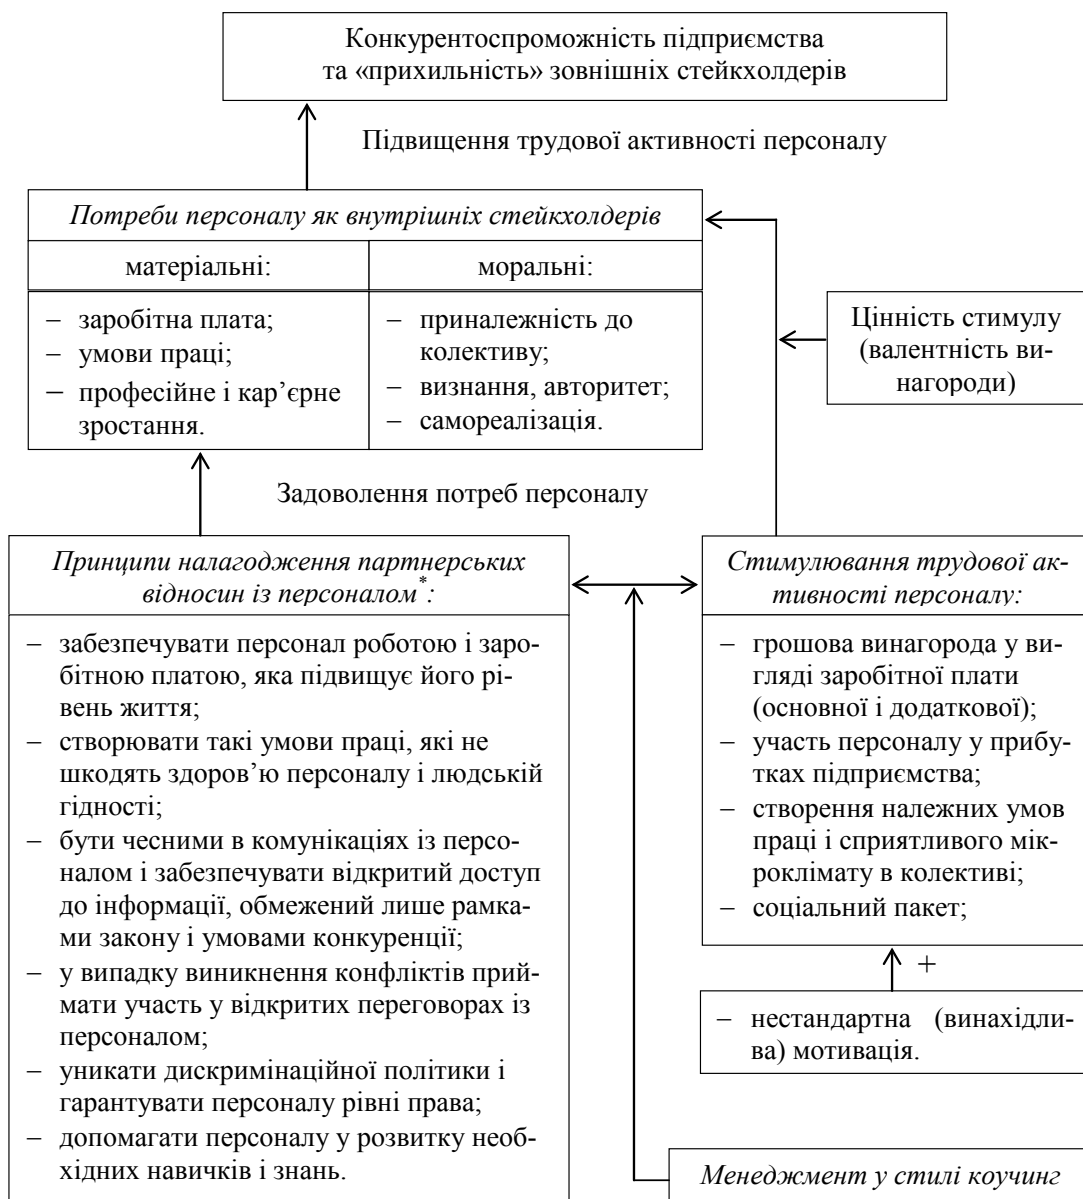 Конкурентоспроможність підприємства
та «прихильність» зовнішніх стейкхолдерів
Підвищення трудової активності персоналу
Потреби персоналу як внутрішніх стейкхолдерів
матеріальні:
моральні:
– заробітна плата;
– умови праці;
– професійне і кар’єрне
зростання.
– приналежність до
колективу;
– визнання, авторитет;
– самореалізація.
Цінність стимулу
(валентність ви-
нагороди)
Задоволення потреб персоналу
Принципи налагодження партнерських
відносин із персоналом*:
– забезпечувати персонал роботою і заро-
бітною платою, яка підвищує його рі-
вень життя;
– створювати такі умови праці, які не
шкодять здоров’ю персоналу і людській
гідності;
– бути чесними в комунікаціях із персо-
налом і забезпечувати відкритий доступ
до інформації, обмежений лише рамка-
ми закону і умовами конкуренції;
– у випадку виникнення конфліктів прий-
мати участь у відкритих переговорах із
персоналом;
– уникати дискримінаційної політики і
гарантувати персоналу рівні права;
– допомагати персоналу у розвитку необ-
хідних навичків і знань.
Стимулювання трудової ак-
тивності персоналу:
– грошова винагорода у ви-
гляді заробітної плати
(основної і додаткової);
– участь персоналу у прибу-
тках підприємства;
– створення належних умов
праці і сприятливого мік-
роклімату в колективі;
– соціальний пакет;
+
– нестандартна (винахідли-
ва) мотивація.
Менеджмент у стилі коучинг